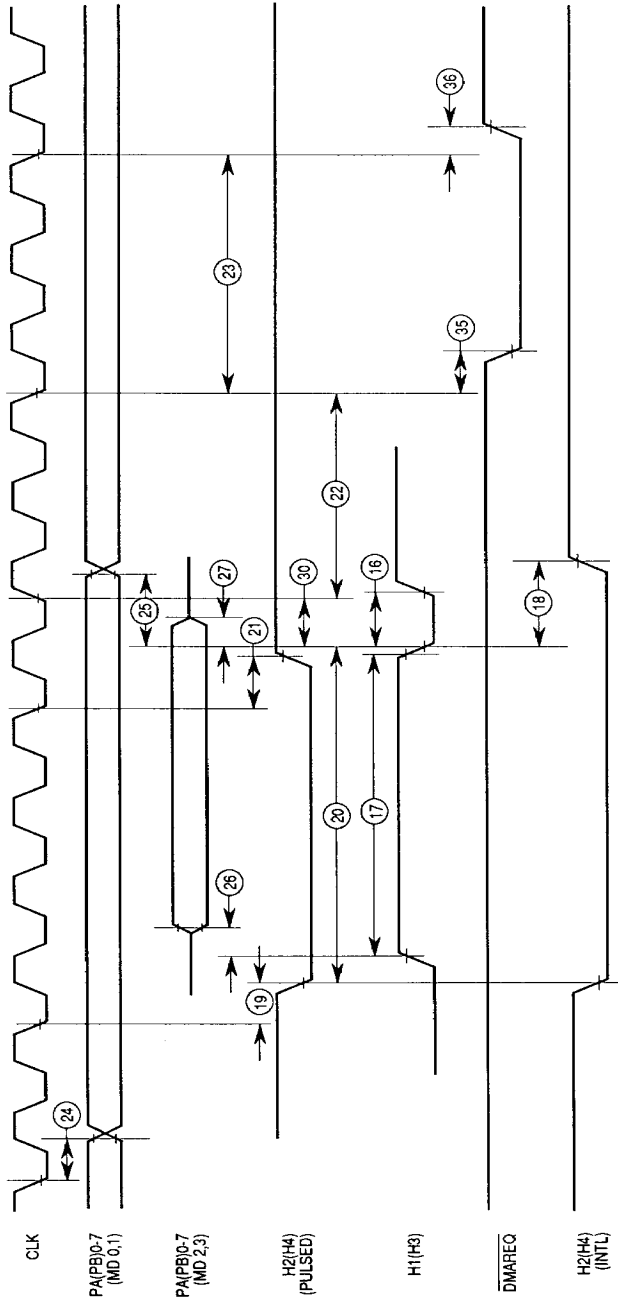 CLK
24
PA(PB)0-7
(MD 0,1)
25
PA(PB)0-7
(MD 2,3)
26
27
23
H2(H4)
(PULSED)
19
21
20
30
22
H1(H3)
17
16
36
35
DMAREQ
18
H2(H4)
(INTL)